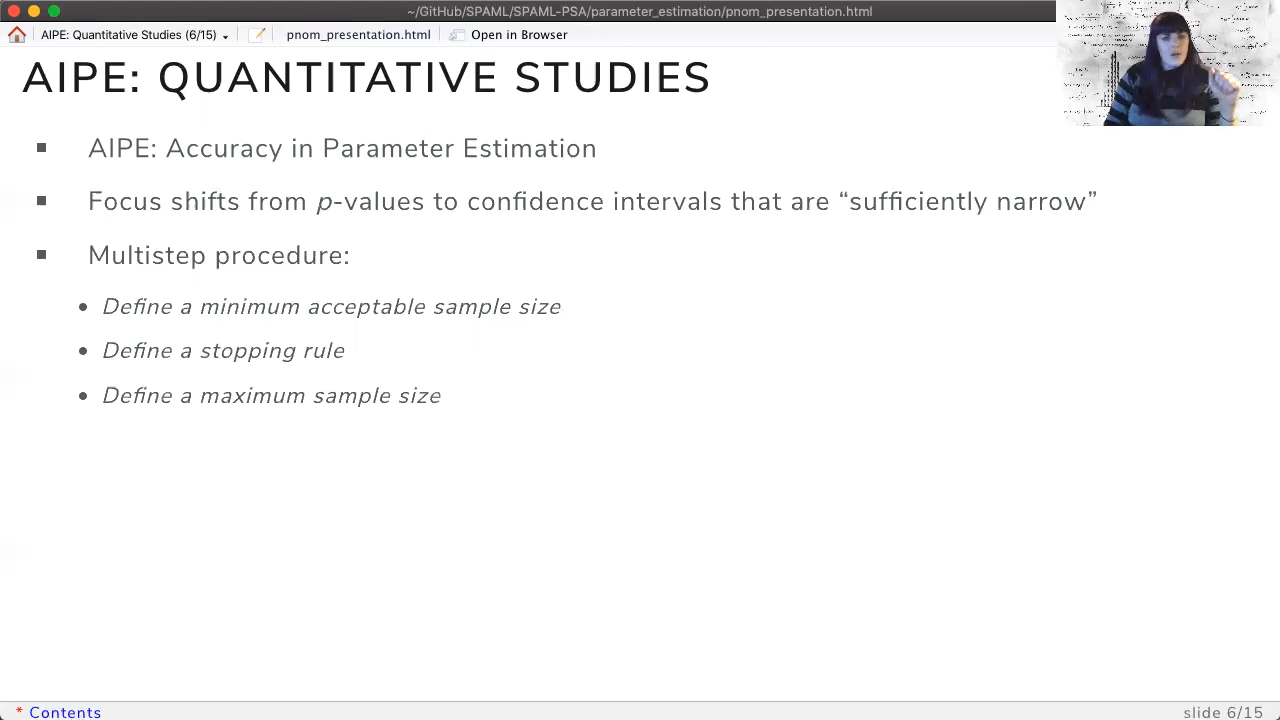 ~/GitHub/SPAML/SPAML-PSA/parameter_estimation/pnom_presentation.html
AIPE: Quantitative Studies (6/15)
pnom_presentation.html
Open in Browser
AIPE: QUANTITATIVE STUDIES
AIPE: Accuracy in Parameter Estimation
Focus shifts from p-values to confidence intervals that are “sufficiently narrow”
Multistep procedure:
Define a minimum acceptable sample size
Define a stopping rule
Define a maximum sample size
* Contents
slide 6/15